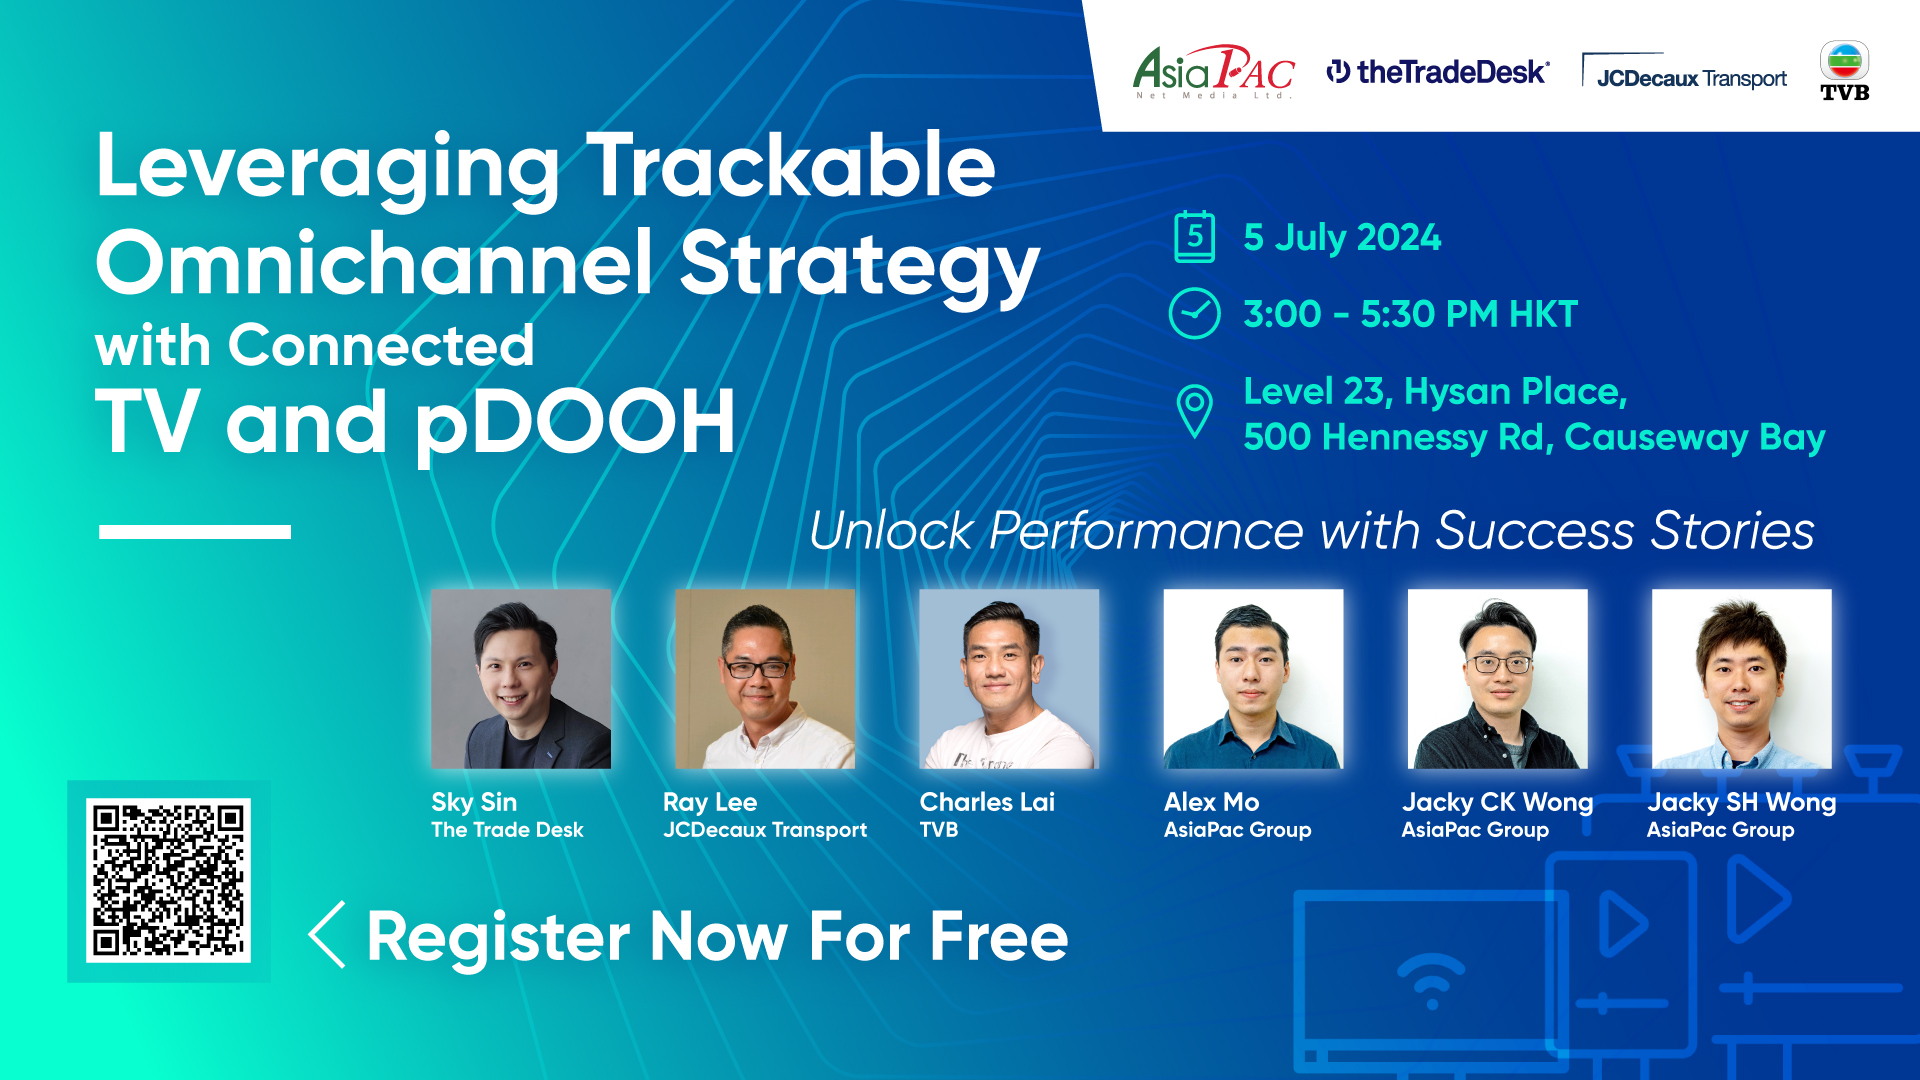 AsiaPAC
Net Media Ltd.
theTradeDesk®
JCDecaux Transport
TVB
Leveraging Trackable
Omnichannel Strategy
with Connected
TV and pDOOH
5
5 July 2024
3:00 - 5:30 PM HKT
Level 23, Hysan Place,
500 Hennessy Rd, Causeway Bay
Unlock Performance with Success Stories
Sky Sin
The Trade Desk
Ray Lee
JCDecaux Transport
Charles Lai
TVB
Alex Mo
AsiaPac Group
Jacky CK Wong
AsiaPac Group
Jacky SH Wong
AsiaPac Group
Register Now For Free